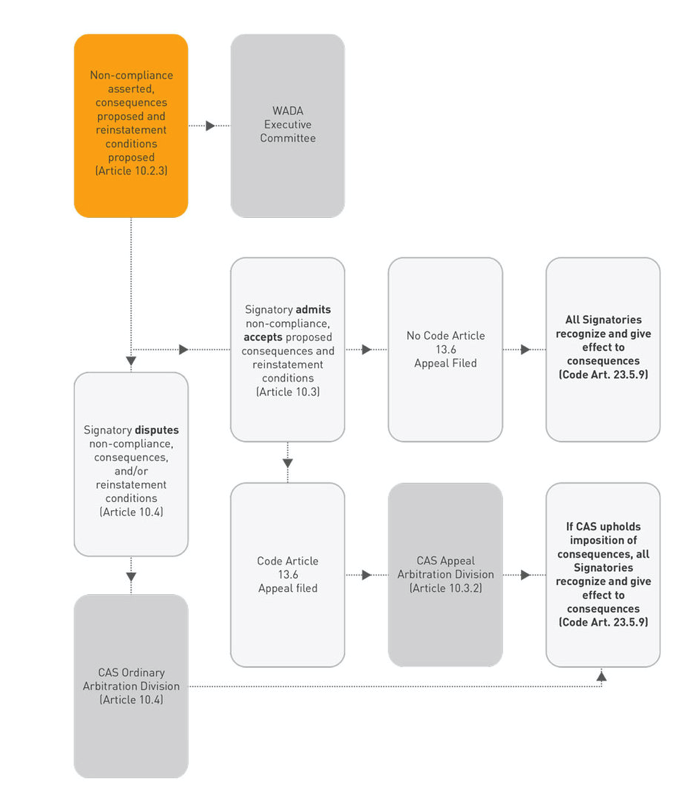 Non-compliance
asserted,
consequences
proposed and
reinstatement
conditions
proposed
(Article 10.2.3)
WADA
Executive
Committee
Signatory admits
non-compliance,
accepts proposed
consequences and
reinstatement
conditions
(Article 10.3)
No Code Article
13.6
Appeal Filed
All Signatories
recognize and give
effect to
consequences
(Code Art. 23.5.9)
Signatory disputes
non-compliance,
consequences,
and/or
reinstatement
conditions
(Article 10.4)
Code Article
13.6
Appeal filed
CAS Appeal
Arbitration Division
(Article 10.3.2)
If CAS upholds
imposition of
consequences, all
Signatories
recognize and give
effect to
consequences
(Code Art. 23.5.9)
CAS Ordinary
Arbitration Division
(Article 10.4)